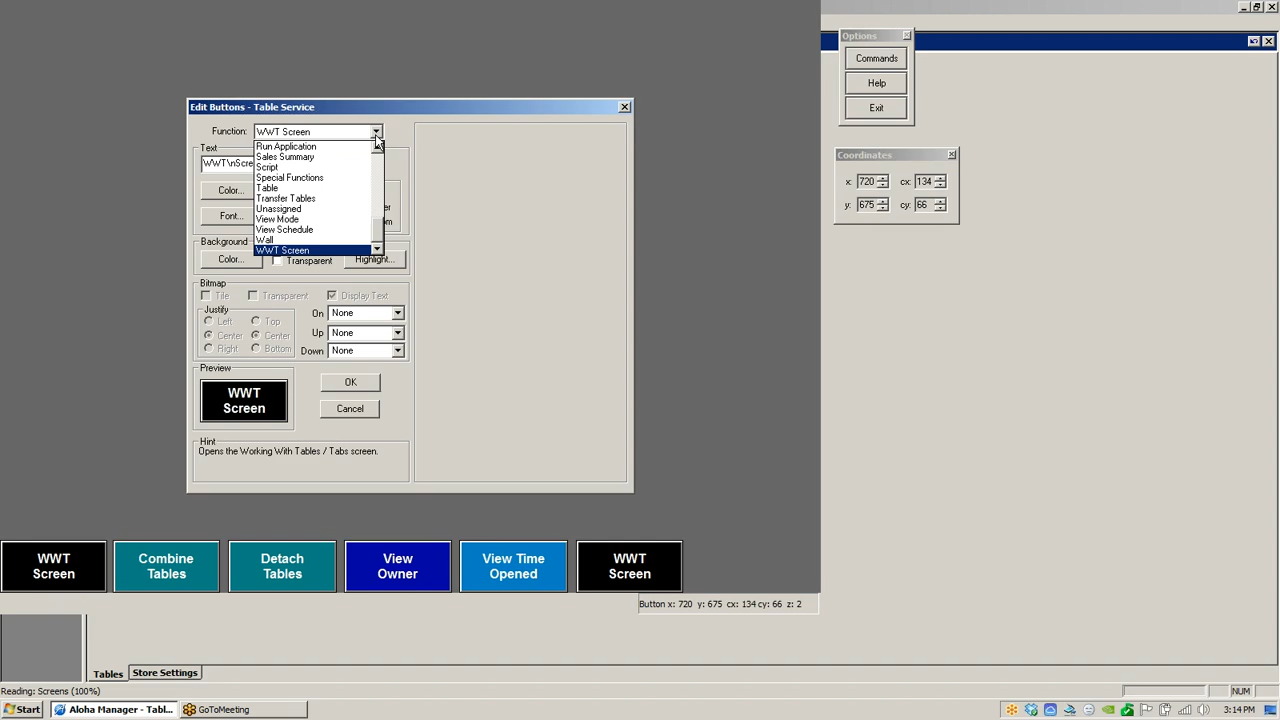 Options
Commands
Help
Exit
Edit Buttons - Table Service
Function: WWT Screen
Run Application
Sales Summary
Script
Special Functions
Table
Transfer Tables
Unassigned
View Mode
View Schedule
Wall
WWT Screen
Text
WWT\nScre
Color...
Font...
Background
Color...
Transparent
Highlight...
Bitmap
Tile Transparent Display Text
Justify
Left Top
Center Center
Right Bottom
On None
Up None
Down None
Preview
WWT
Screen
OK
Cancel
Hint
Opens the Working With Tables / Tabs screen.
Coordinates
x: 720 cx: 134
y: 675 cy: 66
WWT
Screen
Combine
Tables
Detach
Tables
View
Owner
View Time
Opened
WWT
Screen
Button x: 720 y: 675 cx: 134 cy: 66 z: 2
Tables Store Settings
Reading: Screens (100%)
NUM
Start
Aloha Manager - Tabl...
GoToMeeting
3:14 PM